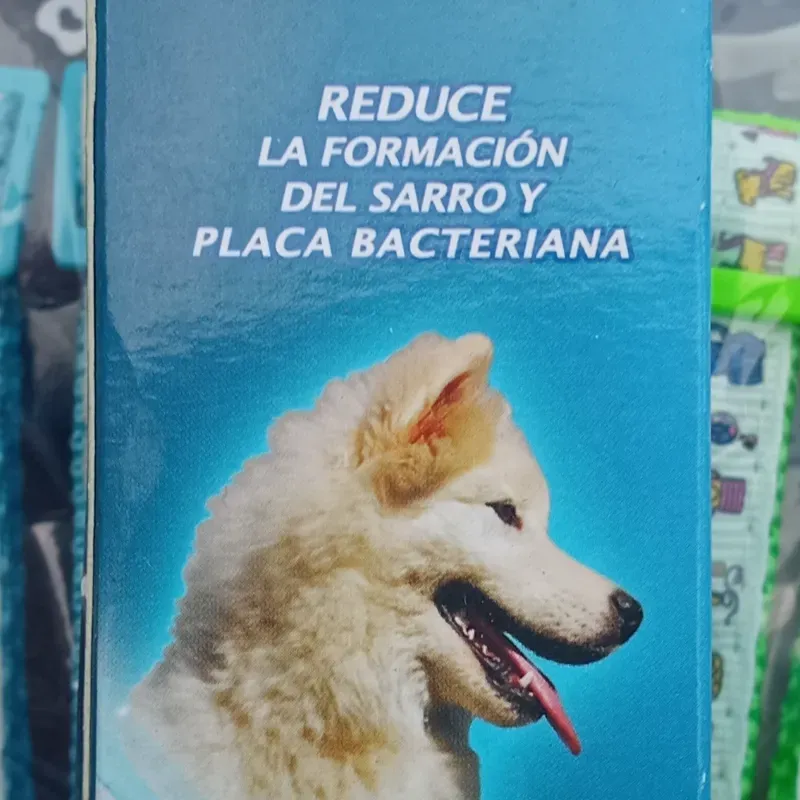 REDUCE
LA FORMACIÓN
DEL SARRO Y
PLACA BACTERIANA